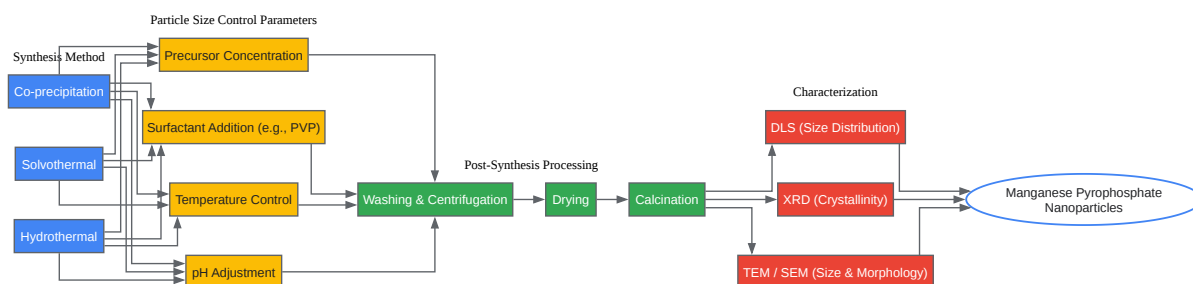 Particle Size Control Parameters
Synthesis Method
Precursor Concentration
Co-precipitation
Characterization
Surfactant Addition (e.g., PVP)
DLS (Size Distribution)
Solvothermal
Post-Synthesis Processing
Temperature Control
Washing & Centrifugation
Drying
Calcination
XRD (Crystallinity)
Manganese Pyrophosphate
Nanoparticles
Hydrothermal
pH Adjustment
TEM / SEM (Size & Morphology)